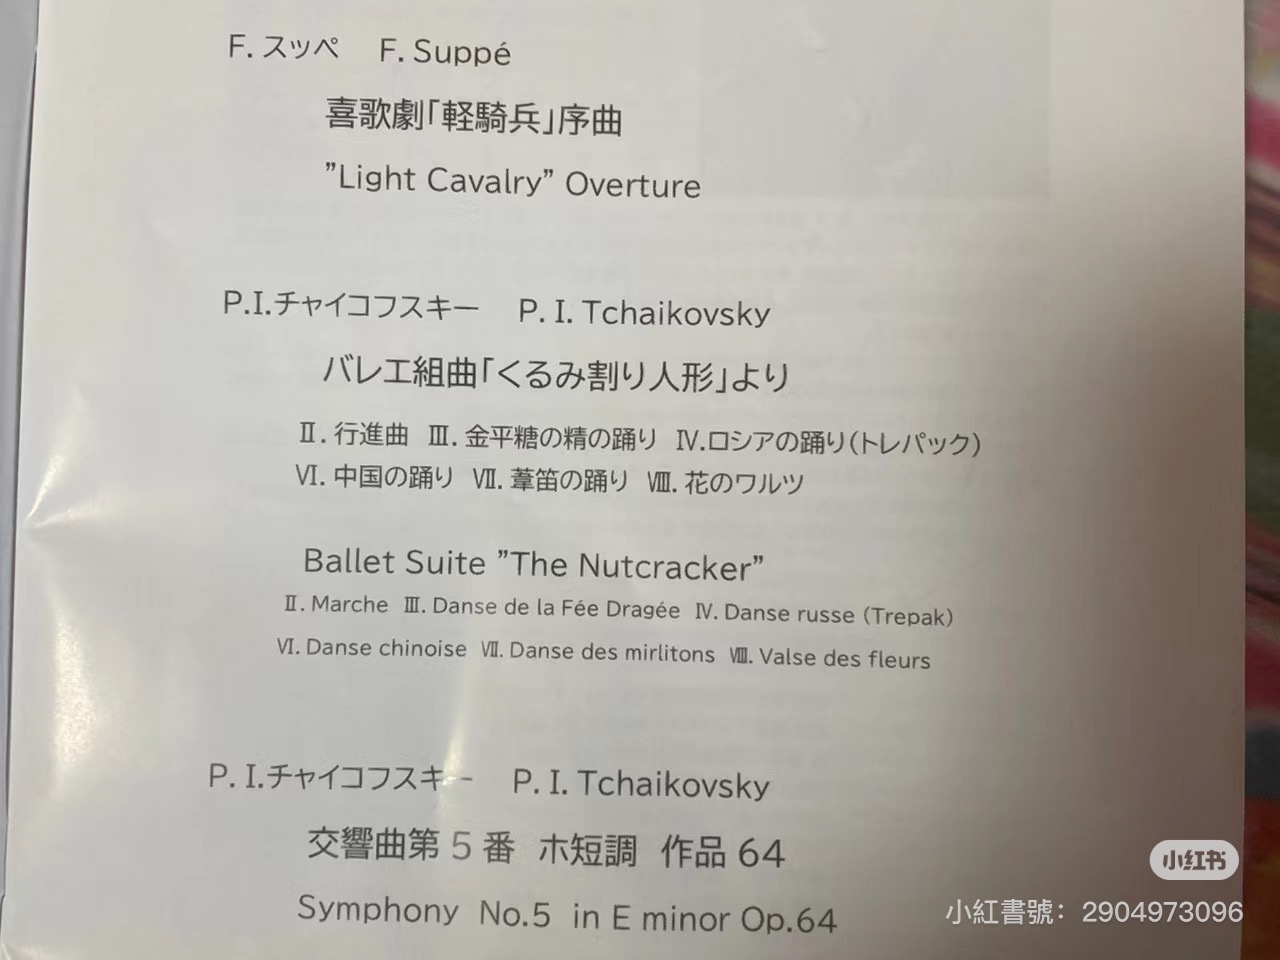 F. スッペ F. Suppé
喜歌劇「軽騎兵」序曲
”Light Cavalry” Overture
P.I.チャイコフスキー P. I. Tchaikovsky
バレエ組曲「くるみ割り人形」より
Ⅱ. 行進曲 Ⅲ. 金平糖の精の踊り Ⅳ.ロシアの踊り(トレパック)
Ⅵ. 中国の踊り Ⅶ. 葦笛の踊り Ⅷ. 花のワルツ
Ballet Suite ”The Nutcracker”
Ⅱ. Marche Ⅲ. Danse de la Fée Dragée Ⅳ. Danse russe (Trepak)
Ⅵ. Danse chinoise Ⅶ. Danse des mirlitons Ⅷ. Valse des fleurs
P. I.チャイコフスキー P. I. Tchaikovsky
交響曲第 5 番 ホ短調 作品 64
Symphony No.5 in E minor Op.64
小红书
小紅書號: 2904973096